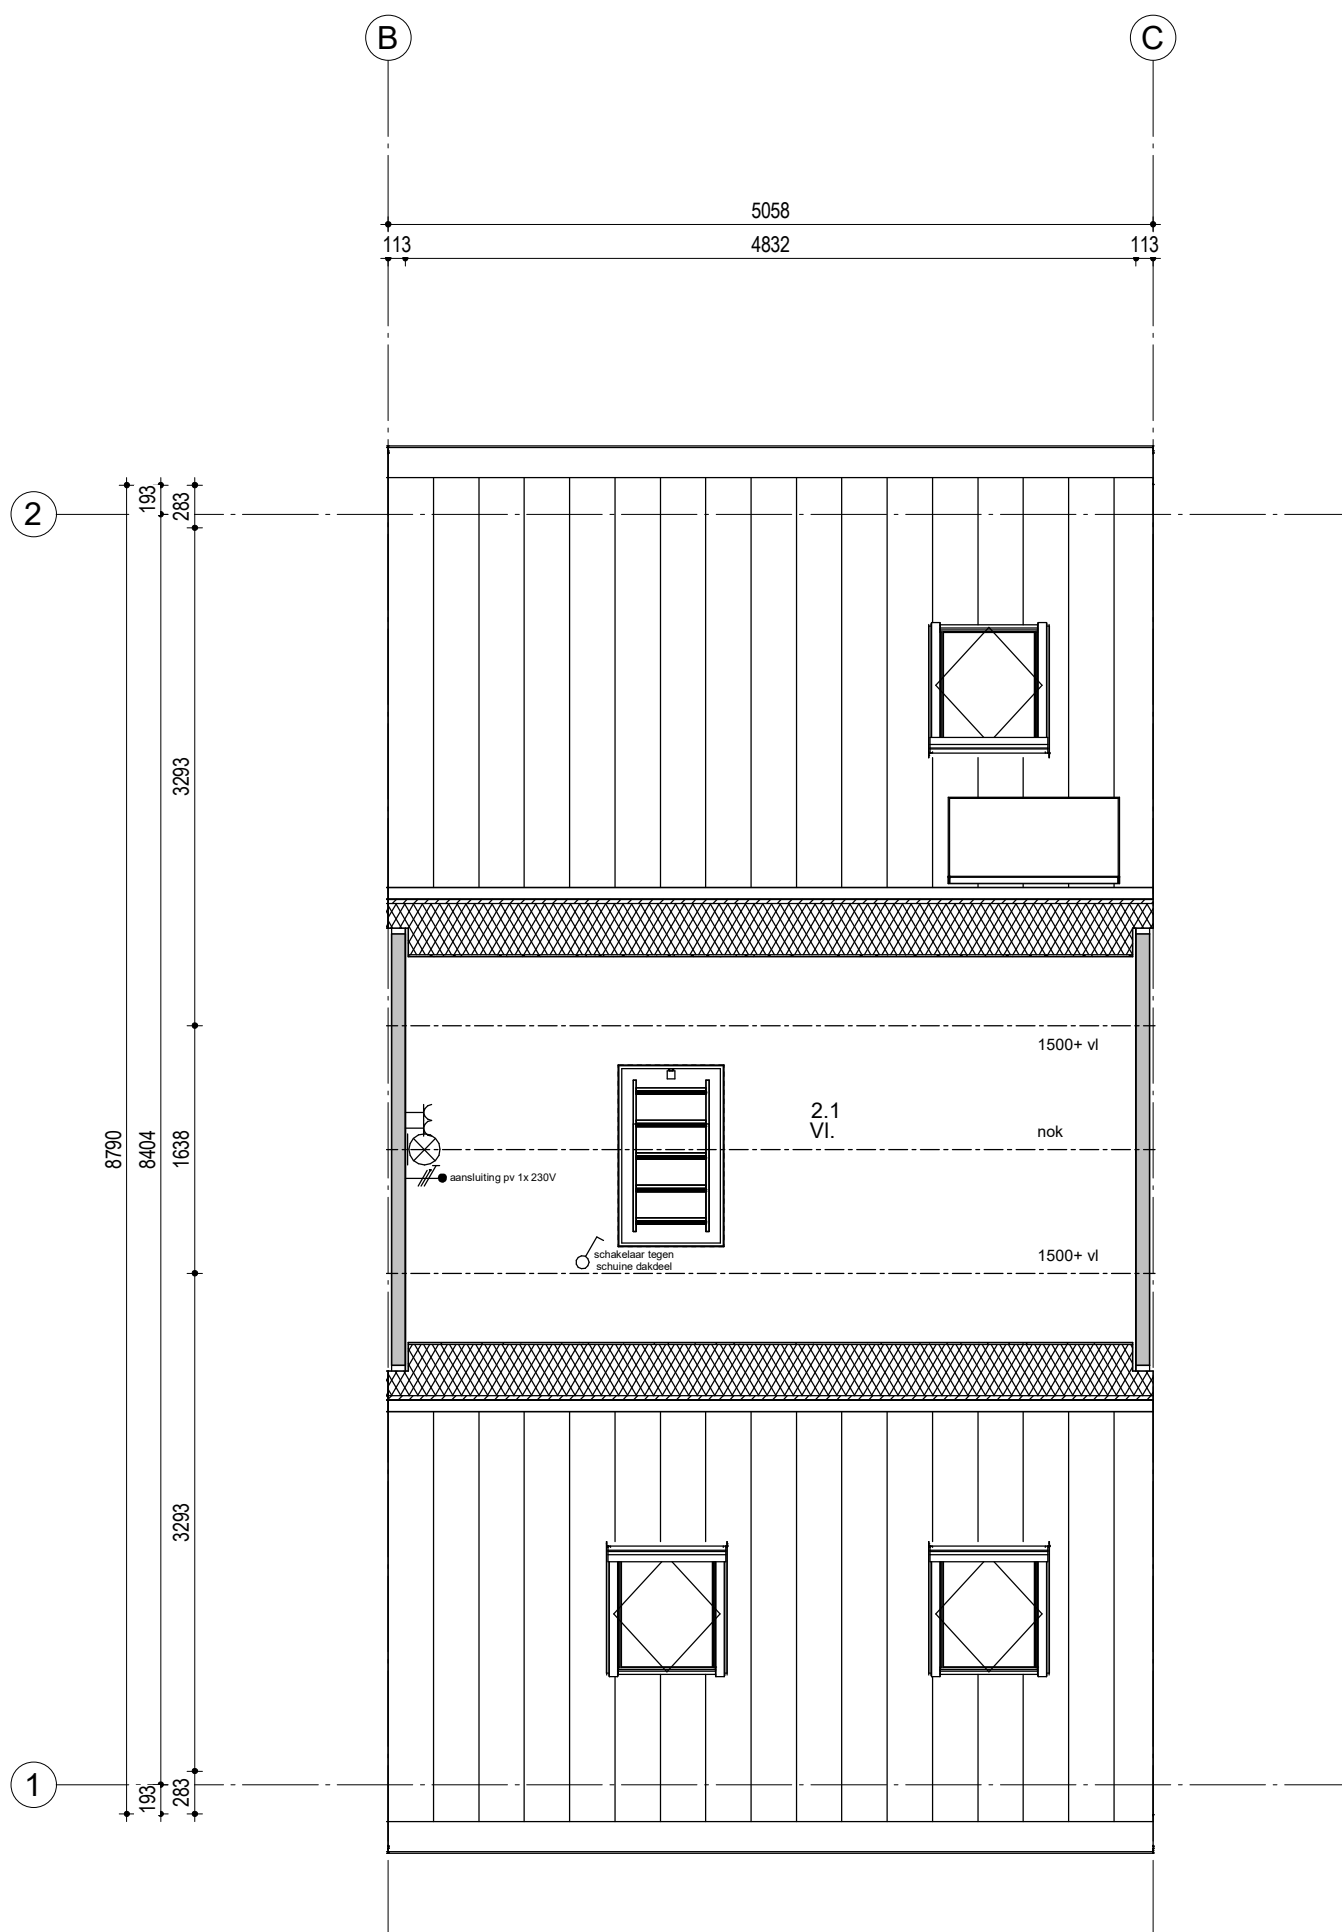 B
C
5058
113
4832
113
2
193
283
3293
1500+ vl
2.1
Vl.
nok
8790
8404
1638
aansluiting pv 1x 230V
schakelaar tegen
schuine dakdeel
1500+ vl
3293
1
193
283